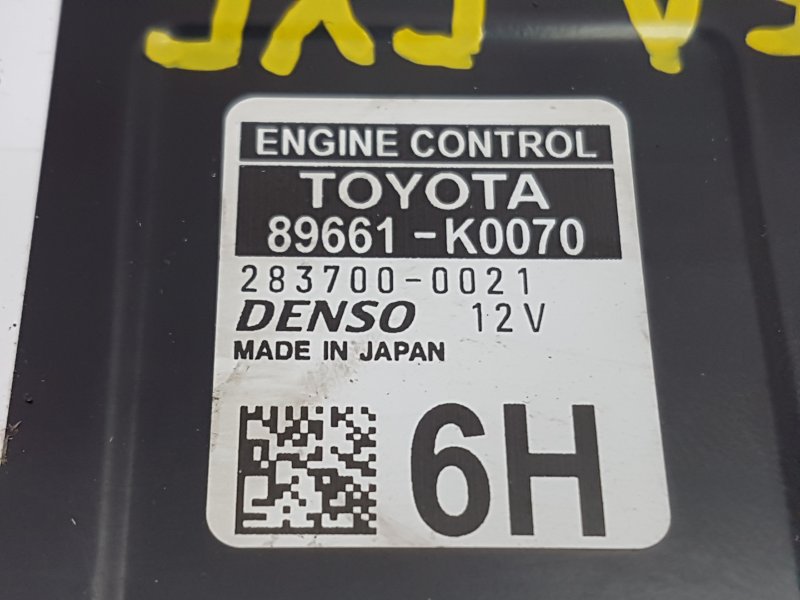 ENGINE CONTROL
TOYOTA
89661-K0070
283700-0021
DENSO 12V
MADE IN JAPAN
6H